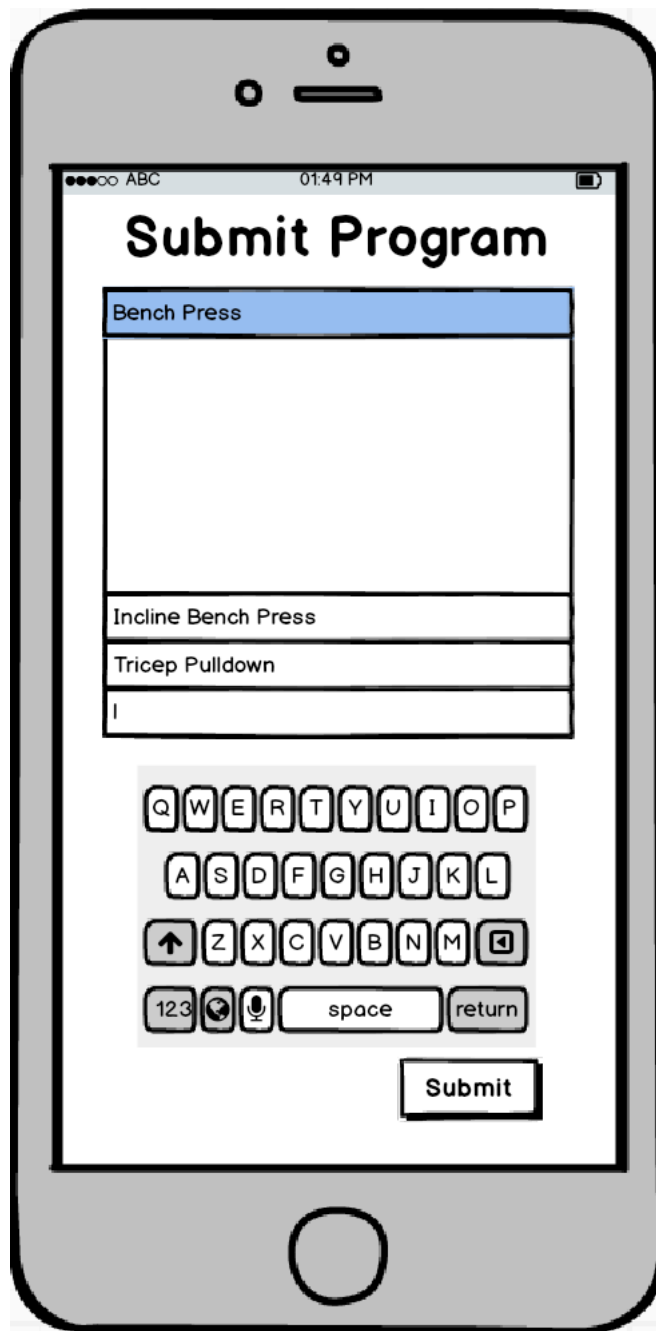 ABC 01:49 PM
Submit Program
Bench Press
Incline Bench Press
Tricep Pulldown
|
Q W E R T Y U I O P
A S D F G H J K L
Z X C V B N M
123 space return
Submit